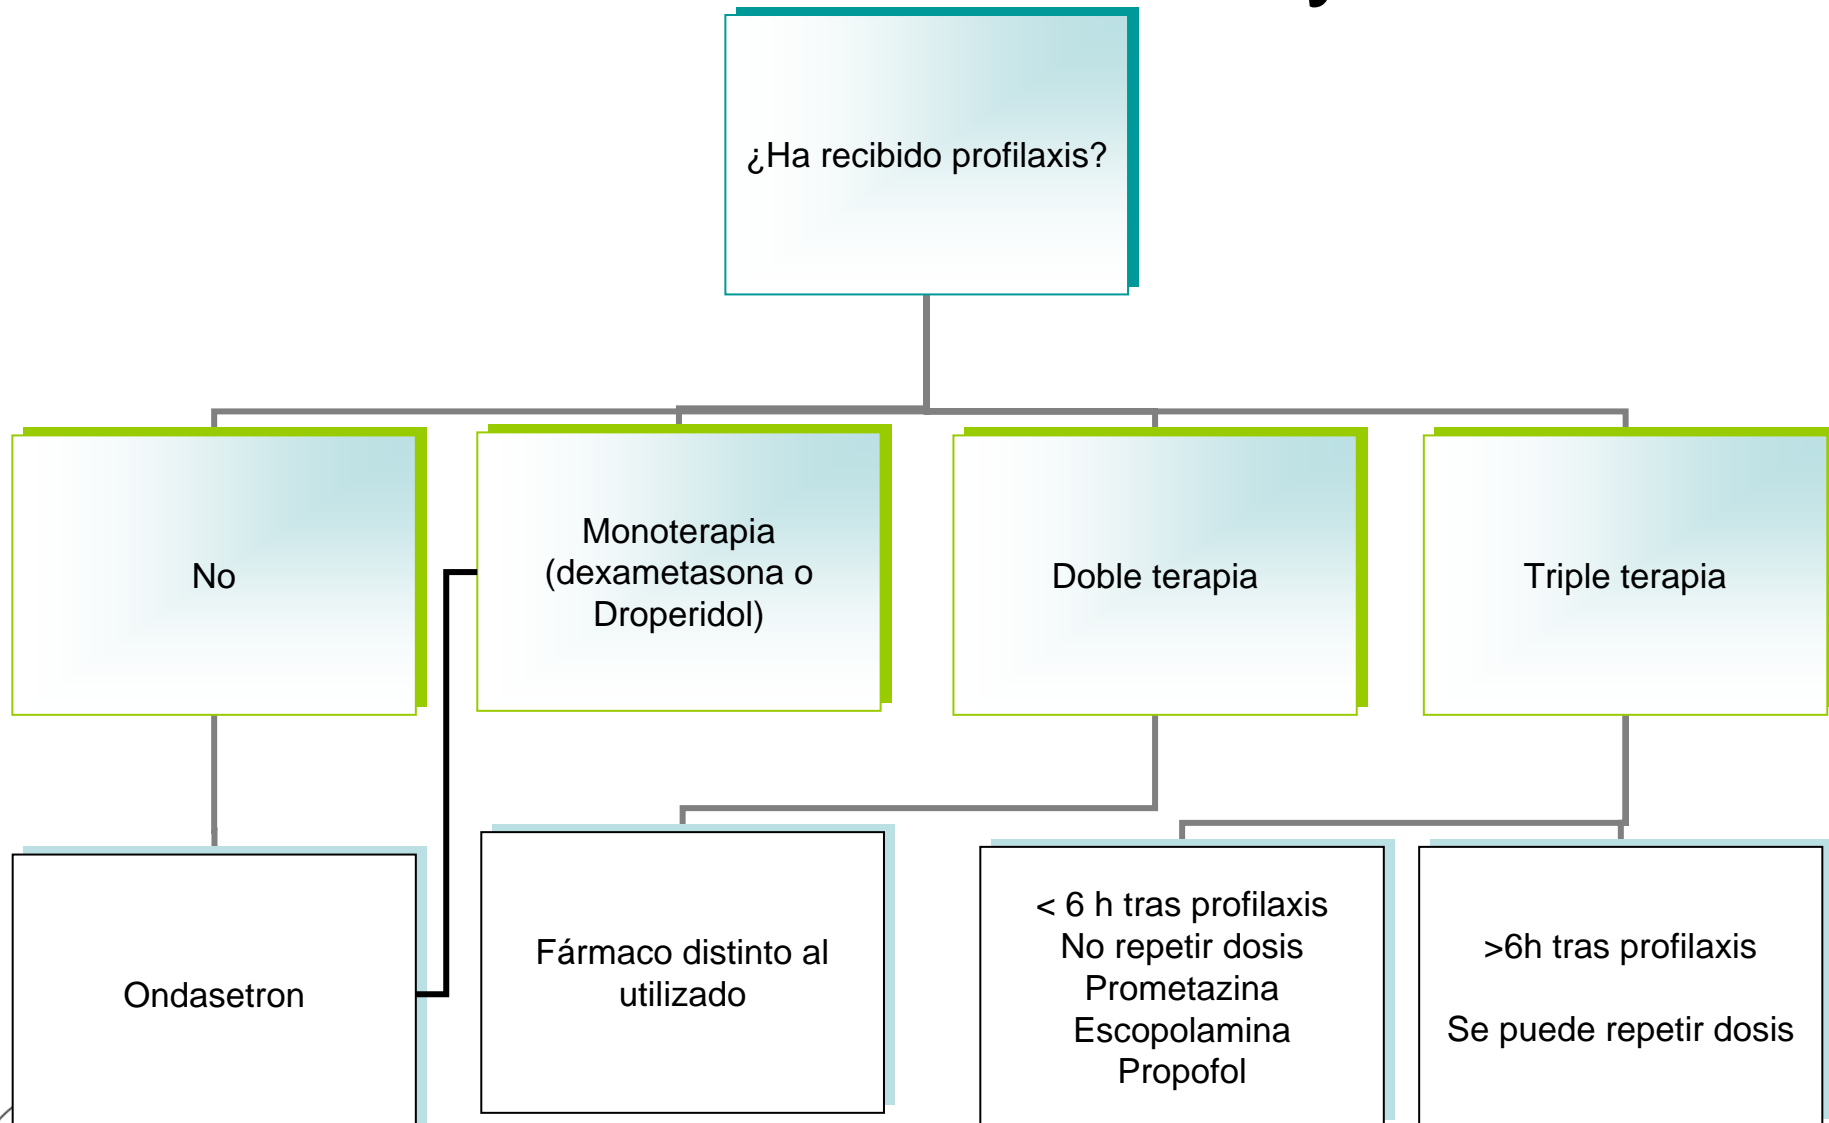 ¿Ha recibido profilaxis?
No
Monoterapia
(dexametasona o
Droperidol)
Doble terapia
Triple terapia
Ondasetron
Fármaco distinto al
utilizado
< 6 h tras profilaxis
No repetir dosis
Prometazina
Escopolamina
Propofol
>6h tras profilaxis
Se puede repetir dosis